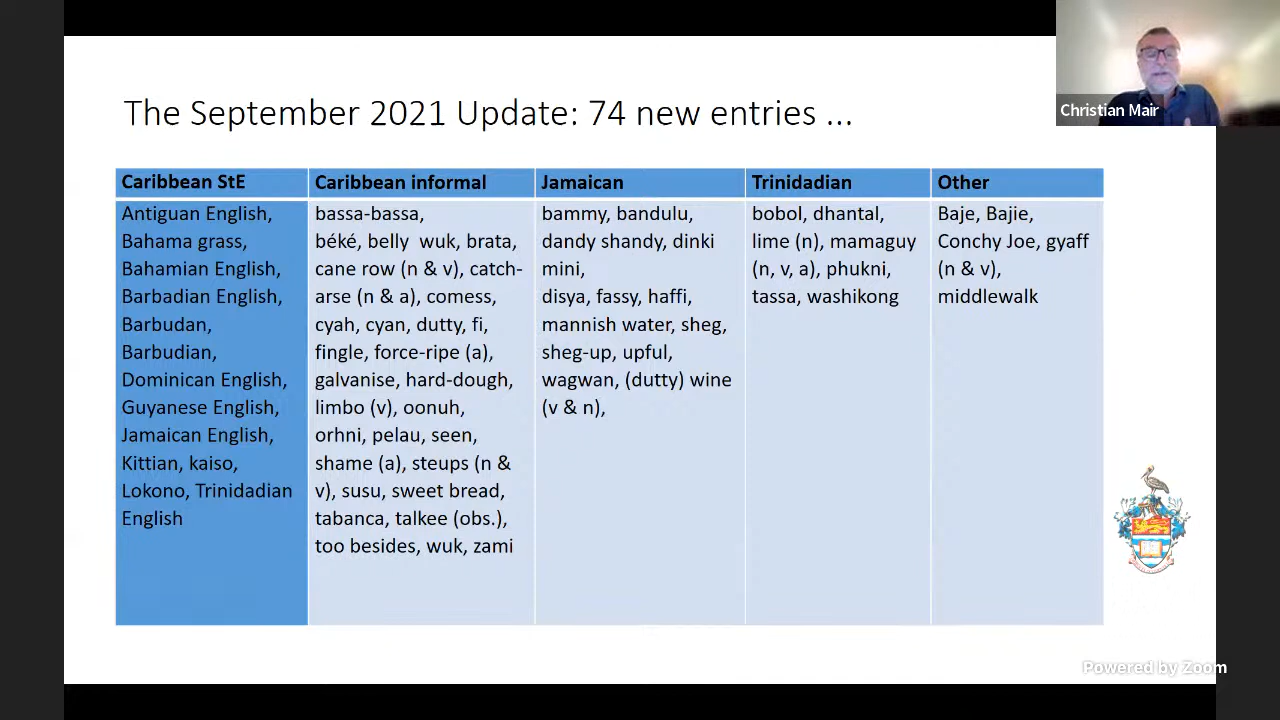 The September 2021 Update: 74 new entries ...
Christian Mair
Caribbean StE
Antiguan English,
Bahama grass,
Bahamian English,
Barbadian English,
Barbudan,
Barbudian,
Dominican English,
Guyanese English,
Jamaican English,
Kittian, kaiso,
Lokono, Trinidadian
English
Caribbean informal
bassa-bassa,
béké, belly  wuk, brata,
cane row (n & v), catch-
arse (n & a), comess,
cyah, cyan, dutty, fi,
fingle, force-ripe (a),
galvanise, hard-dough,
limbo (v), oonuh,
orhni, pelau, seen,
shame (a), steups (n &
v), susu, sweet bread,
tabanca, talkee (obs.),
too besides, wuk, zami
Jamaican
bammy, bandulu,
dandy shandy, dinki
mini,
disya, fassy, haffi,
mannish water, sheg,
sheg-up, upful,
wagwan, (dutty) wine
(v & n),
Trinidadian
bobol, dhantal,
lime (n), mamaguy
(n, v, a), phukni,
tassa, washikong
Other
Baje, Bajie,
Conchy Joe, gyaff
(n & v),
middlewalk
Powered by Zoom